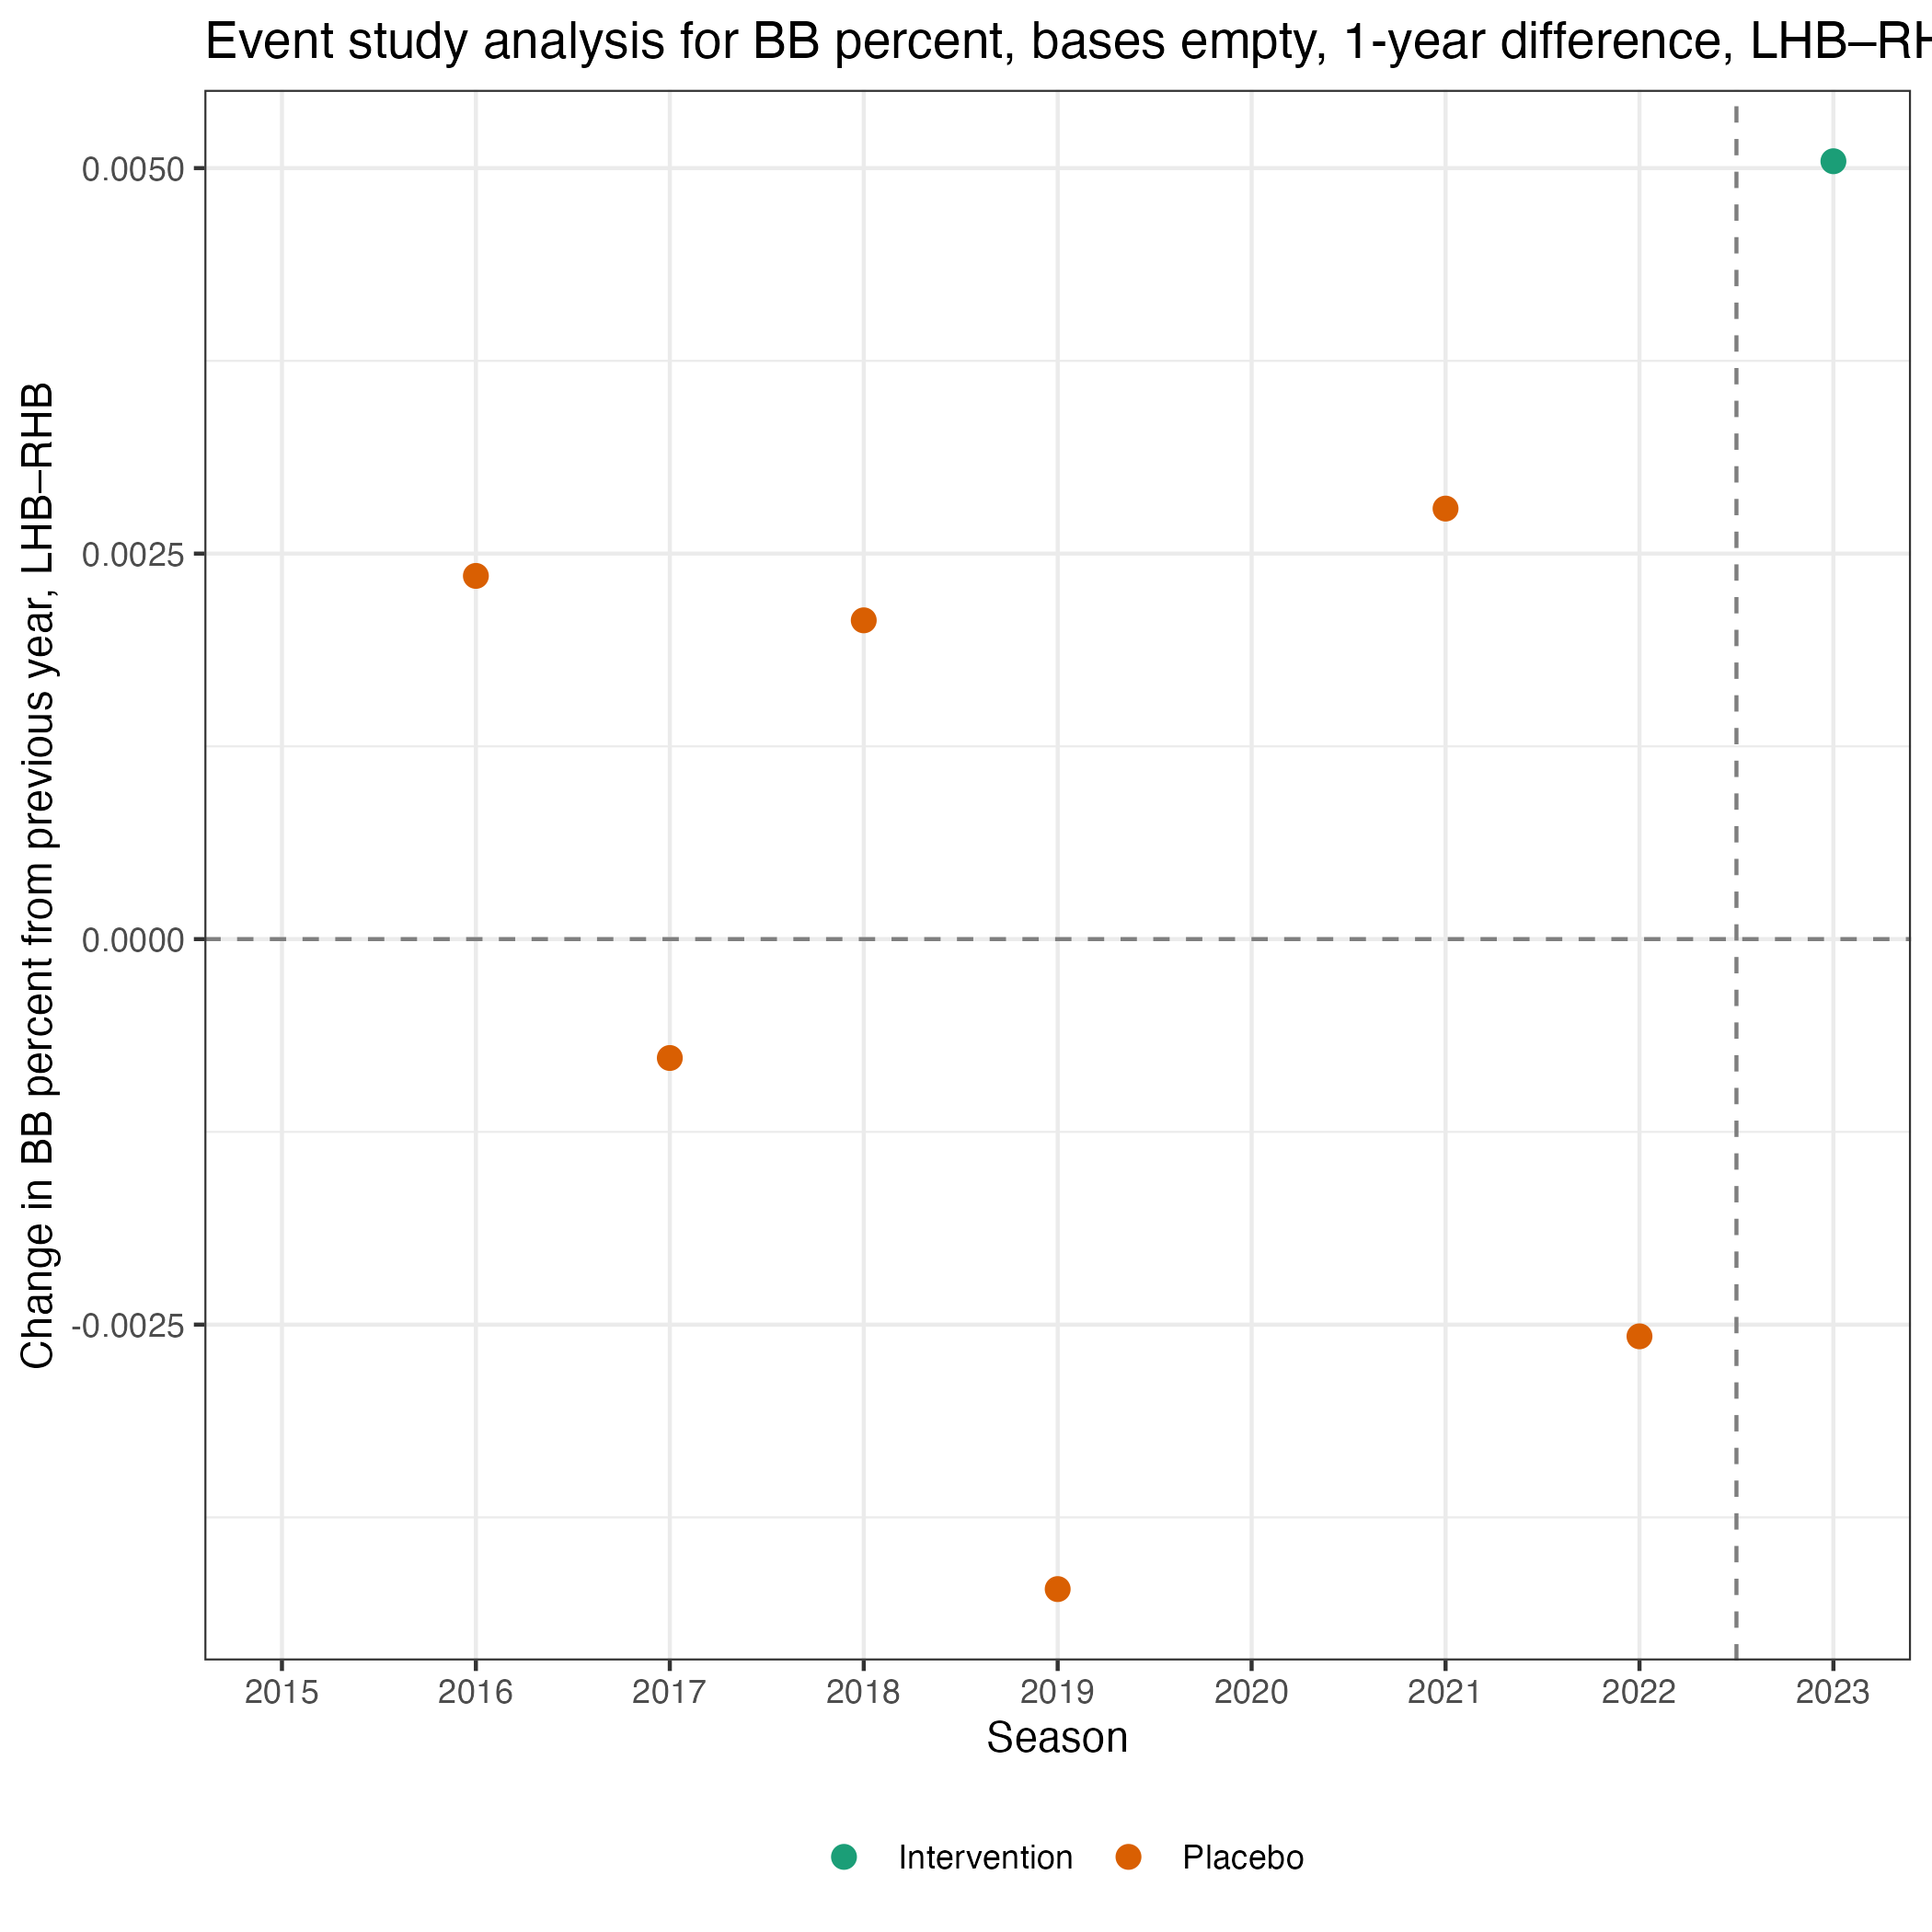 Event study analysis for BB percent, bases empty, 1-year difference, LHB–RH
Change in BB percent from previous year, LHB–RHB
0.0050
0.0025
0.0000
-0.0025
2015 2016 2017 2018 2019 2020 2021 2022 2023
Season
Intervention Placebo